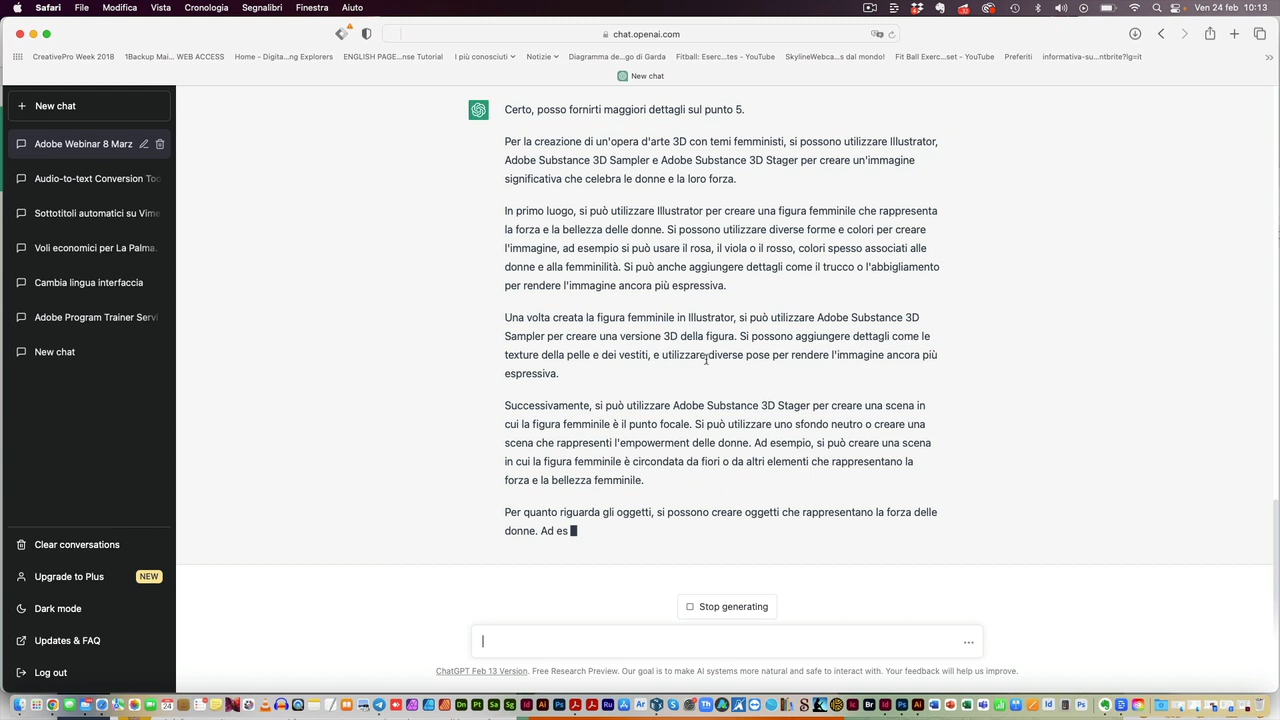 Safari
File
Modifica
Vista
Cronologia
Segnalibri
Finestra
Aiuto
Ven 24 feb 10:13
chat.openai.com
CreativePro Week 2018
1Backup Mai... WEB ACCESS
Home - Digita...ng Explorers
ENGLISH PAGE...nse Tutorial
I più conosciuti
Notizie
Diagramma de...go di Garda
Fitball: Eserc...tes - YouTube
SkylineWebca...s dal mondo!
Fit Ball Exerc...set - YouTube
Preferiti
informativa-su...ntbrite?lg=it
New chat
New chat
Adobe Webinar 8 Marz
Audio-to-text Conversion Too
Sottotitoli automatici su Vime
Voli economici per La Palma.
Cambia lingua interfaccia
Adobe Program Trainer Servi
New chat
Clear conversations
Upgrade to Plus NEW
Dark mode
Updates & FAQ
Log out
Certo, posso fornirti maggiori dettagli sul punto 5.
Per la creazione di un'opera d'arte 3D con temi femministi, si possono utilizzare Illustrator,
Adobe Substance 3D Sampler e Adobe Substance 3D Stager per creare un'immagine
significativa che celebra le donne e la loro forza.
In primo luogo, si può utilizzare Illustrator per creare una figura femminile che rappresenta
la forza e la bellezza delle donne. Si possono utilizzare diverse forme e colori per creare
l'immagine, ad esempio si può usare il rosa, il viola o il rosso, colori spesso associati alle
donne e alla femminilità. Si può anche aggiungere dettagli come il trucco o l'abbigliamento
per rendere l'immagine ancora più espressiva.
Una volta creata la figura femminile in Illustrator, si può utilizzare Adobe Substance 3D
Sampler per creare una versione 3D della figura. Si possono aggiungere dettagli come le
texture della pelle e dei vestiti, e utilizzare diverse pose per rendere l'immagine ancora più
espressiva.
Successivamente, si può utilizzare Adobe Substance 3D Stager per creare una scena in
cui la figura femminile è il punto focale. Si può utilizzare uno sfondo neutro o creare una
scena che rappresenti l'empowerment delle donne. Ad esempio, si può creare una scena
in cui la figura femminile è circondata da fiori o da altri elementi che rappresentano la
forza e la bellezza femminile.
Per quanto riguarda gli oggetti, si possono creare oggetti che rappresentano la forza delle
donne. Ad es
Stop generating
ChatGPT Feb 13 Version. Free Research Preview. Our goal is to make AI systems more natural and safe to interact with. Your feedback will help us improve.